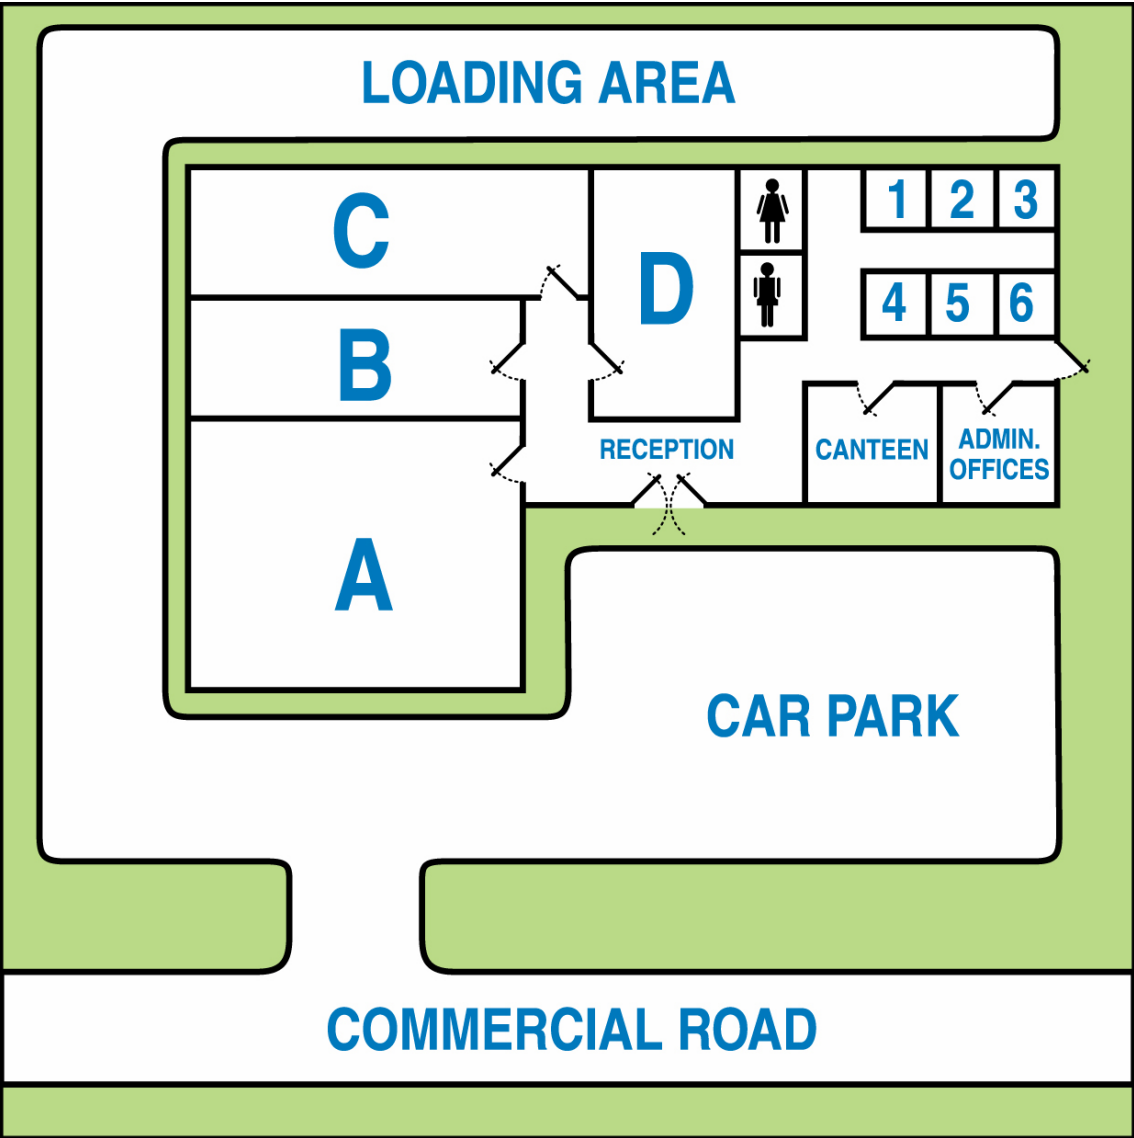 LOADING AREA
C
D
1 2 3
4 5 6
B
RECEPTION
CANTEEN
ADMIN.
OFFICES
A
CAR PARK
COMMERCIAL ROAD